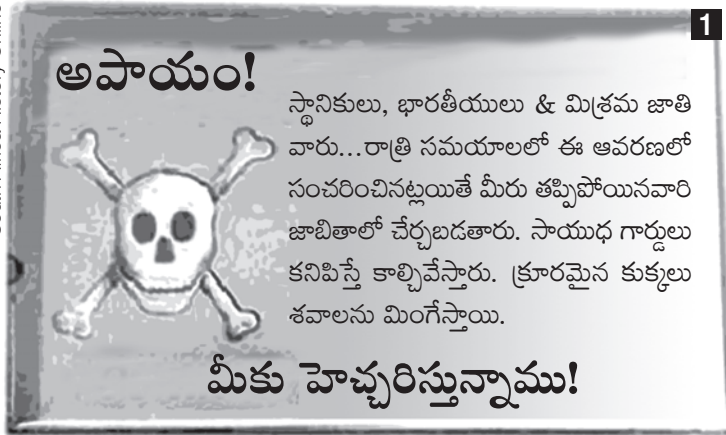 1
అపాయం!
స్థానికులు, భారతీయులు & మిశ్రమ జాతి
వారు...రాత్రి సమయాలలో ఈ ఆవరణలో
సంచరించినట్లయితే మీరు తప్పిపోయినవారి
జాబితాలో చేర్చబడతారు. సాయుధ గార్డులు
కనిపిస్తే కాల్చివేస్తారు. క్రూరమైన కుక్కలు
శవాలను మింగేస్తాయి.
మీకు హెచ్చరిస్తున్నాము!